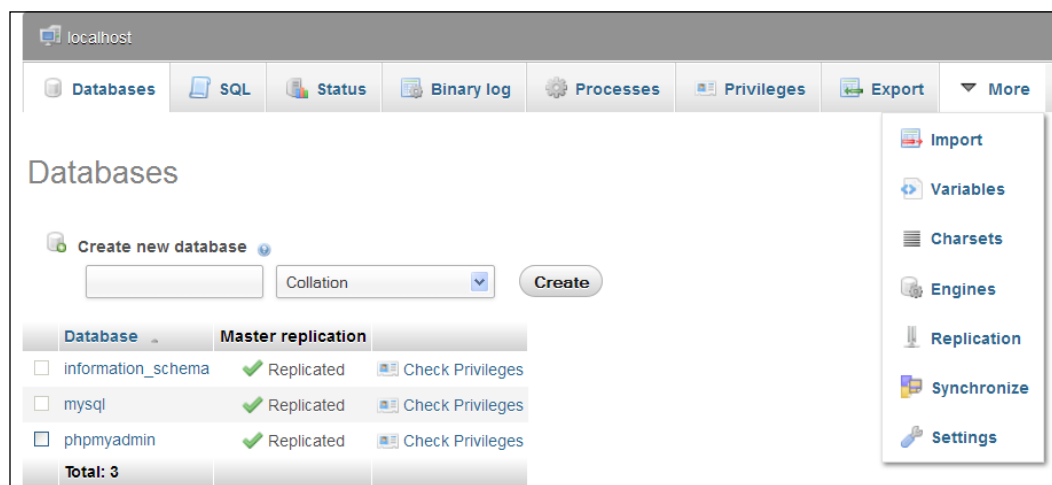 localhost
Databases SQL Status Binary log Processes Privileges Export More
Import
Variables
Charsets
Engines
Replication
Synchronize
Settings
Databases
Create new database
Collation Create
Database Master replication
information_schema Replicated Check Privileges
mysql Replicated Check Privileges
phpmyadmin Replicated Check Privileges
Total: 3